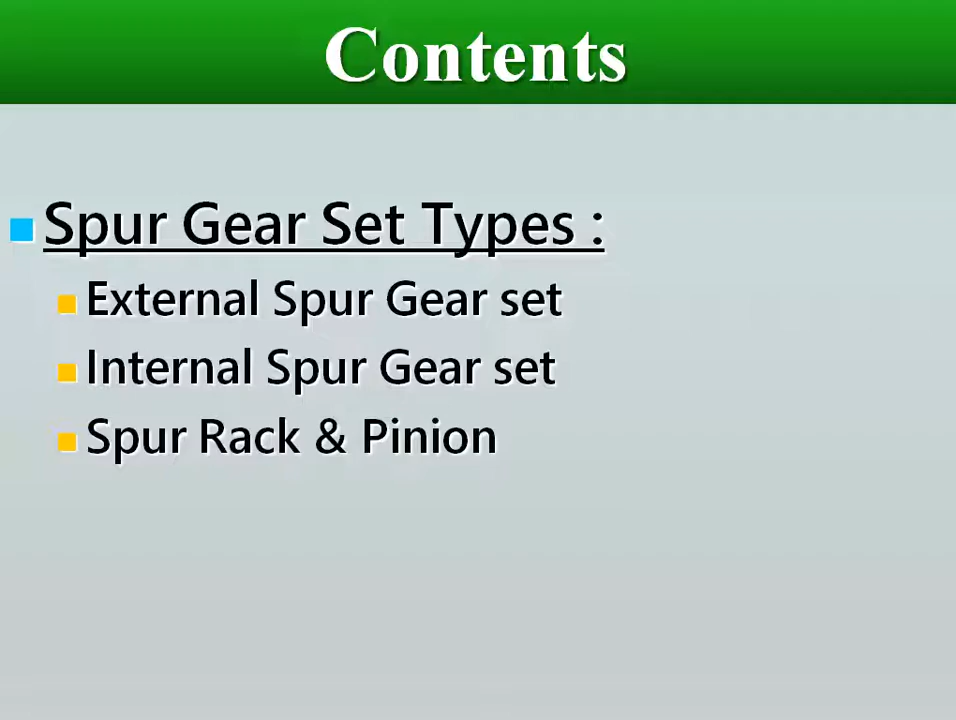 Contents
Spur Gear Set Types :
External Spur Gear set
Internal Spur Gear set
Spur Rack & Pinion